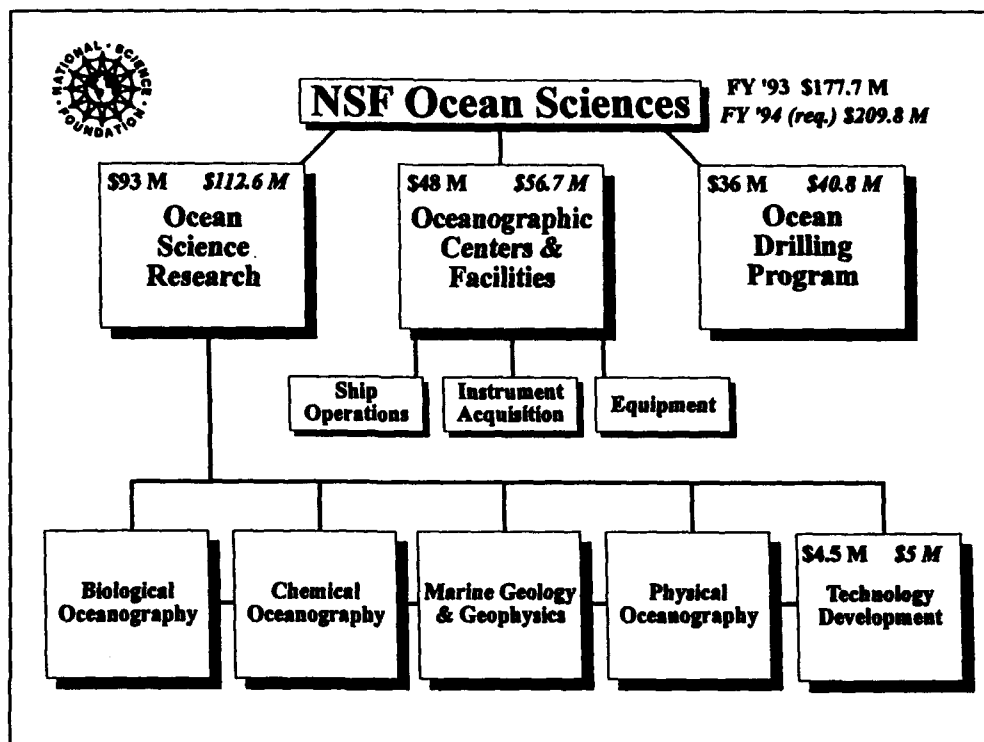 NATIONAL · SCIENCE
FOUNDATION
NSF Ocean Sciences
FY '93 $177.7 M
FY '94 (req.) $209.8 M
$93 M $112.6 M
Ocean
Science
Research
$48 M $56.7 M
Oceanographic
Centers &
Facilities
$36 M $40.8 M
Ocean
Drilling
Program
Ship
Operations
Instrument
Acquisition
Equipment
Biological
Oceanography
Chemical
Oceanography
Marine Geology
& Geophysics
Physical
Oceanography
$4.5 M $5 M
Technology
Development